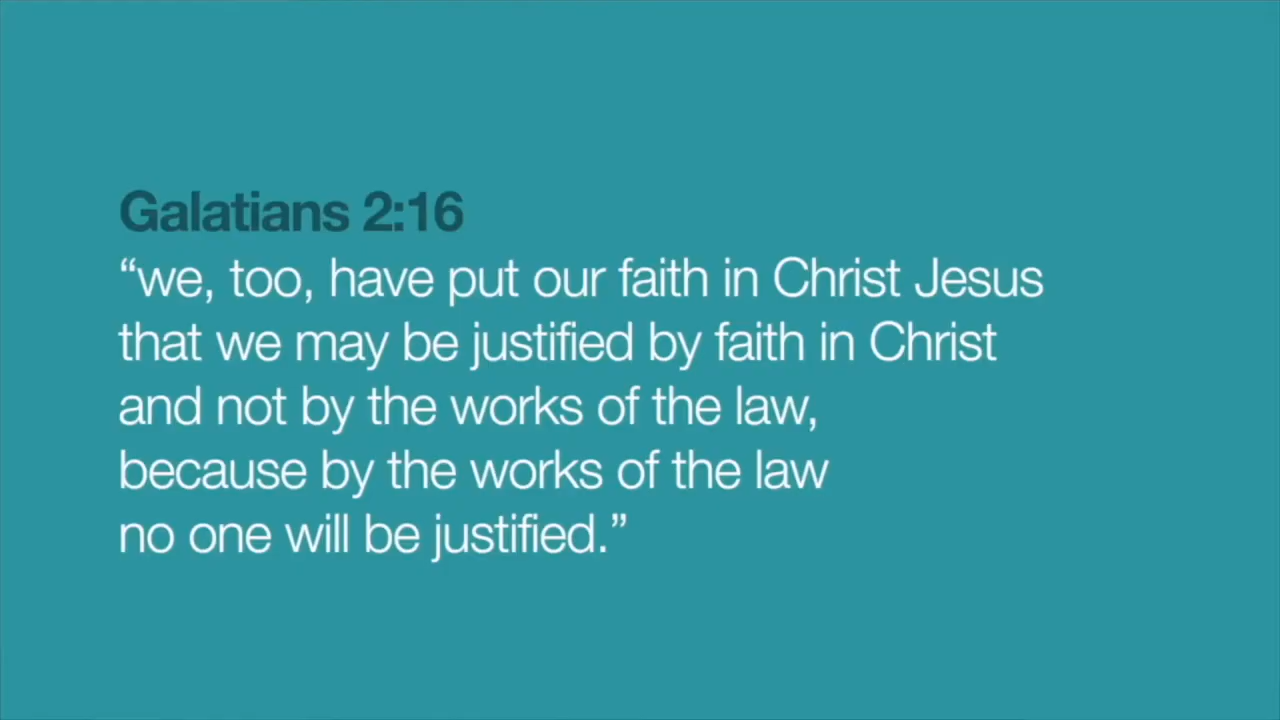 Galatians 2:16
“we, too, have put our faith in Christ Jesus
that we may be justified by faith in Christ
and not by the works of the law,
because by the works of the law
no one will be justified.”